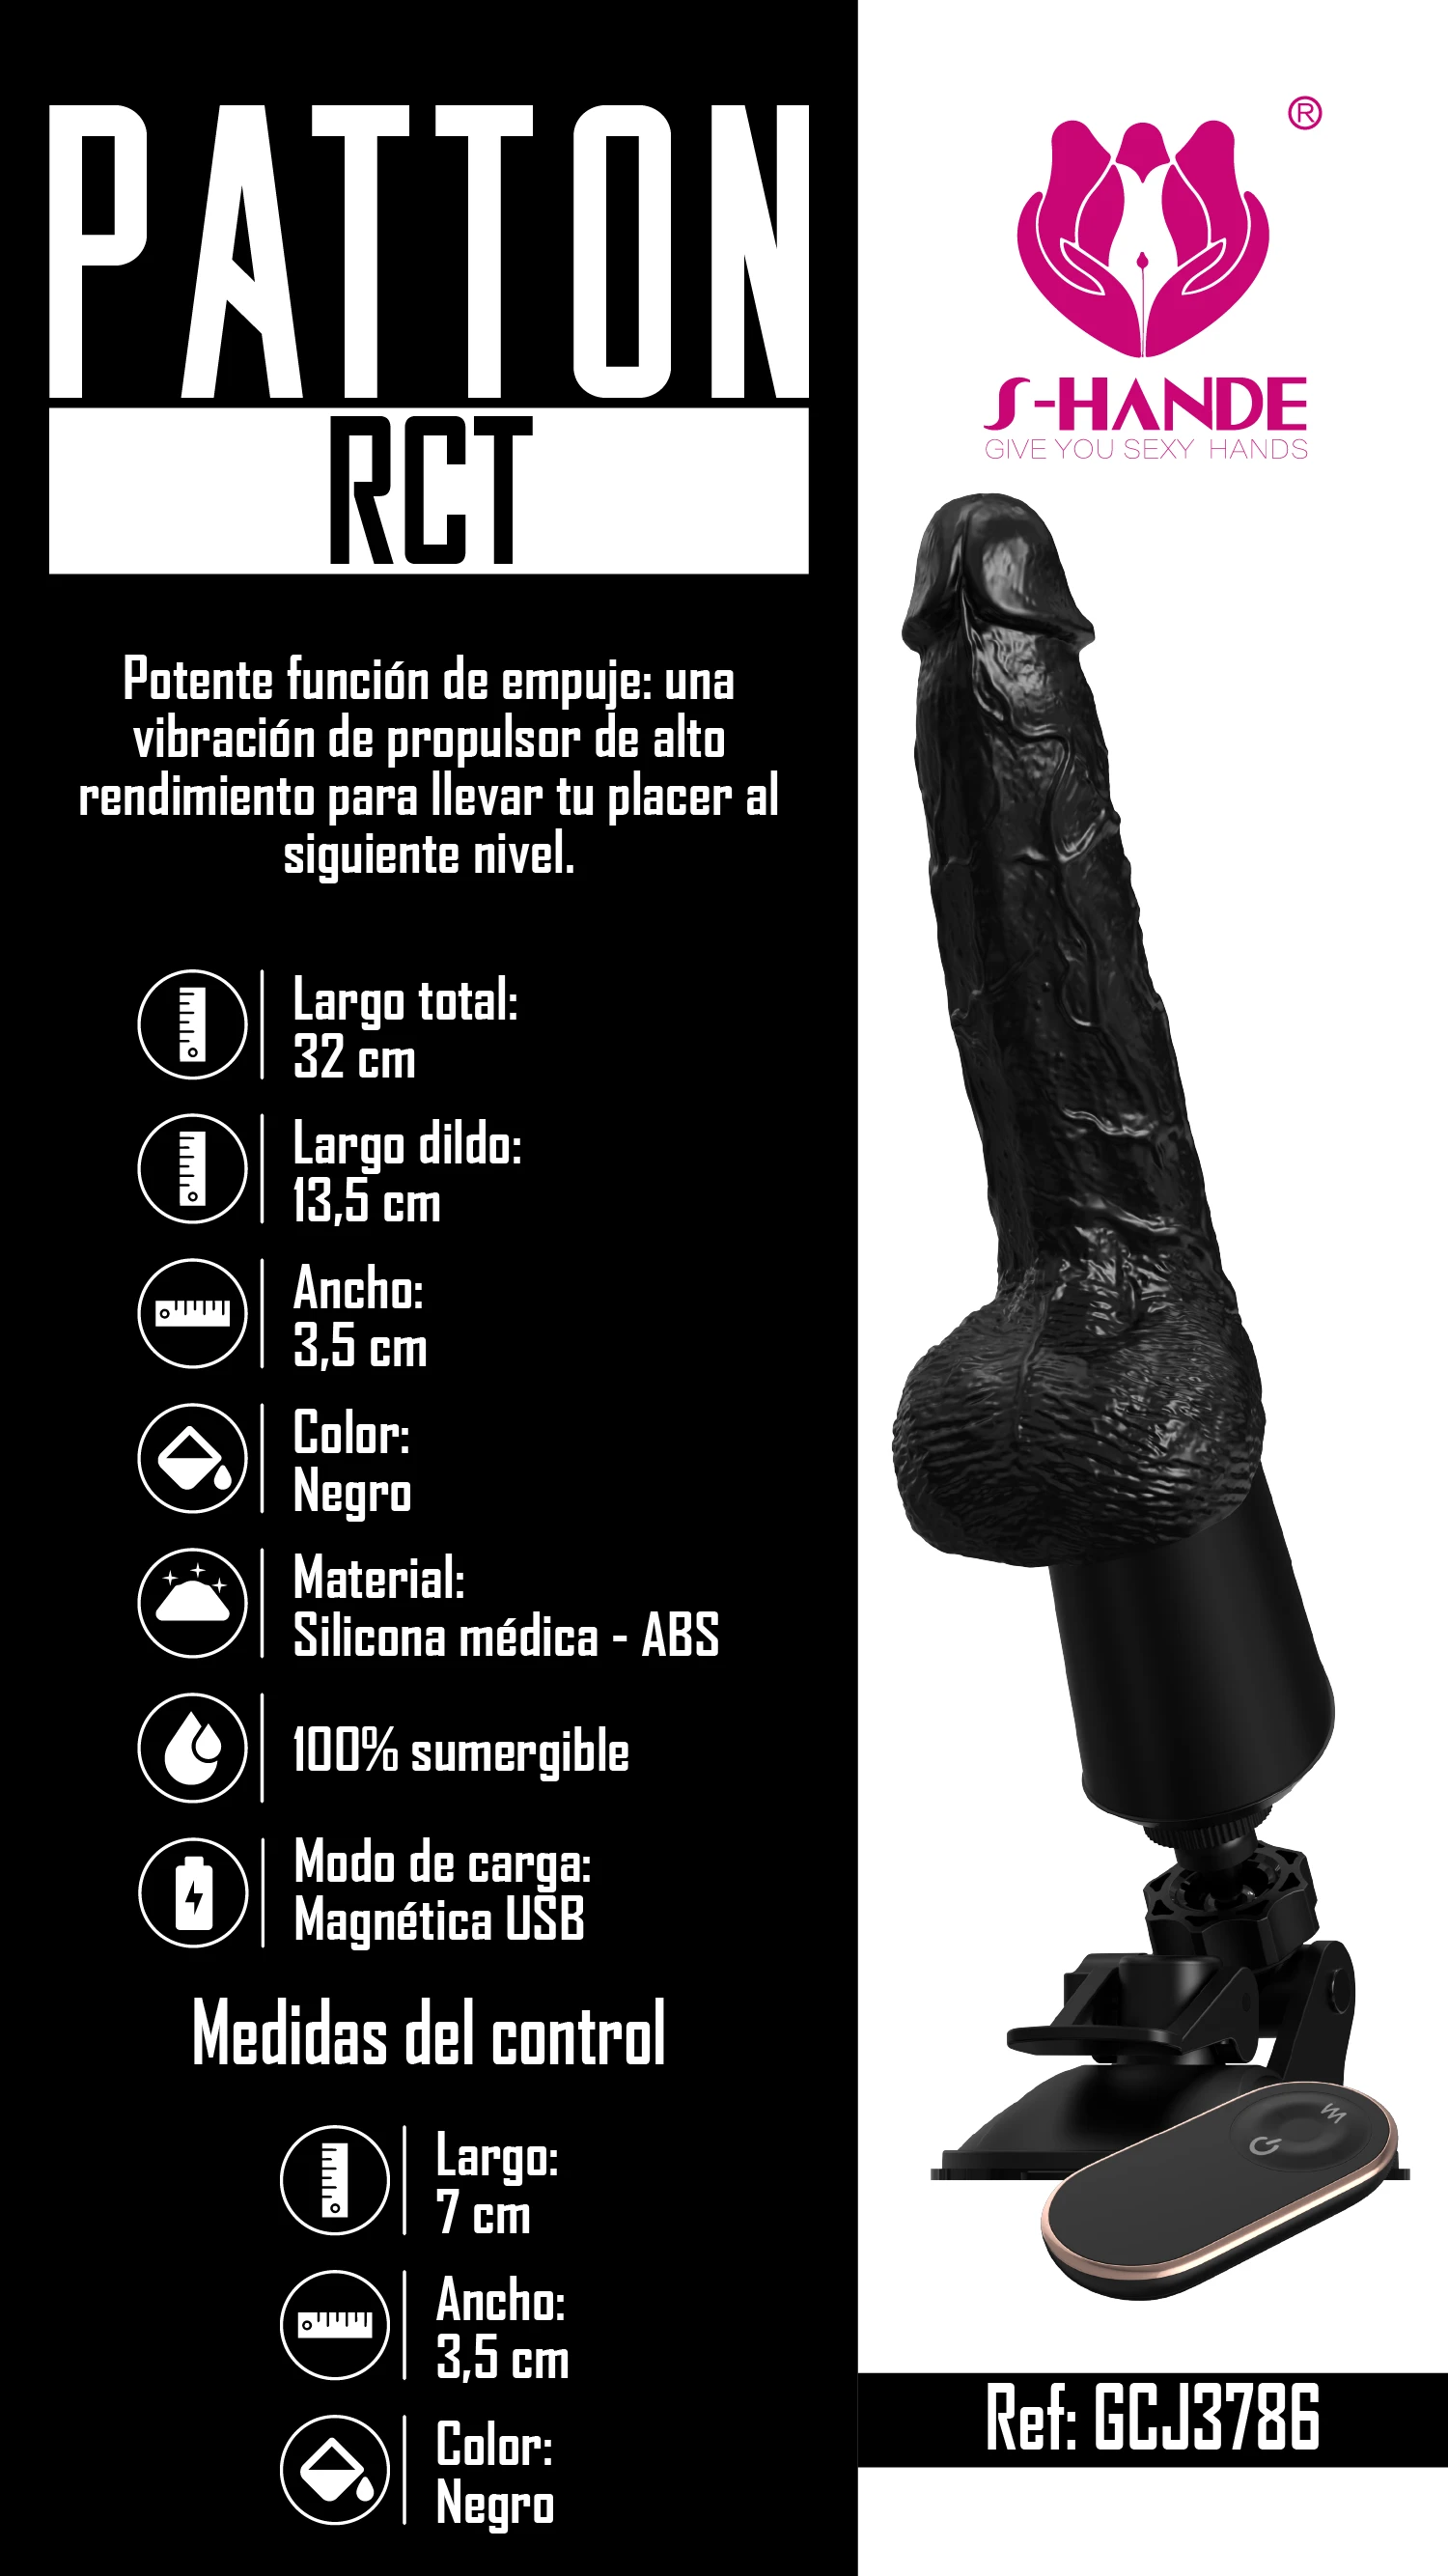 PATTON
RCT
Potente función de empuje: una
vibración de propulsor de alto
rendimiento para llevar tu placer al
siguiente nivel.
Largo total:
32 cm
Largo dildo:
13,5 cm
Ancho:
3,5 cm
Color:
Negro
Material:
Silicona médica - ABS
100% sumergible
Modo de carga:
Magnética USB
Medidas del control
Largo:
7 cm
Ancho:
3,5 cm
Color:
Negro
®
S-HANDE
GIVE YOU SEXY HANDS
Ref: GCJ3786